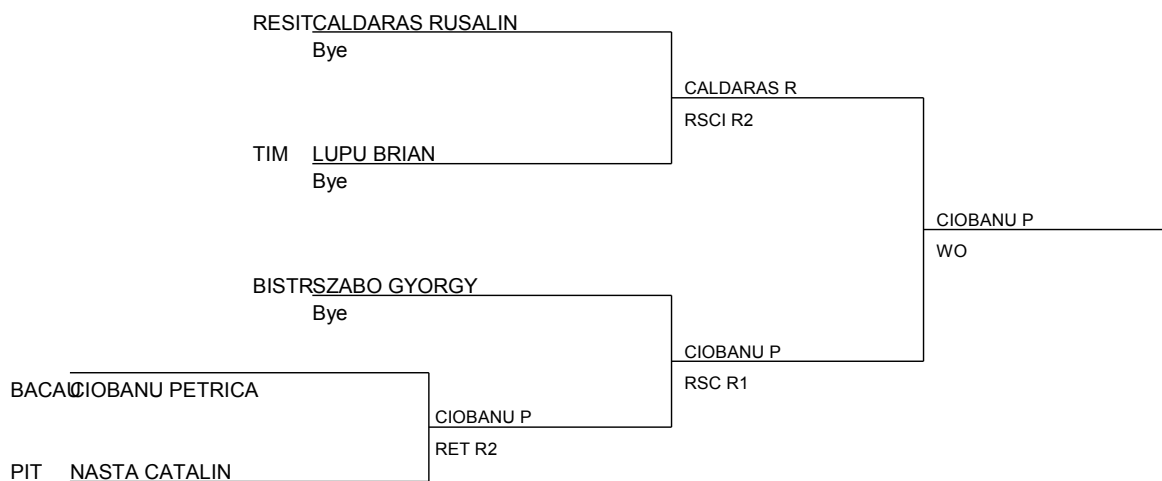 RESITCALDARAS RUSALIN
Bye
CALDARAS R
RSCI R2
TIM LUPU BRIAN
Bye
CIOBANU P
WO
BISTRSZABO GYORGY
Bye
CIOBANU P
RSC R1
BACAUCIOBANU PETRICA
CIOBANU P
RET R2
PIT NASTA CATALIN